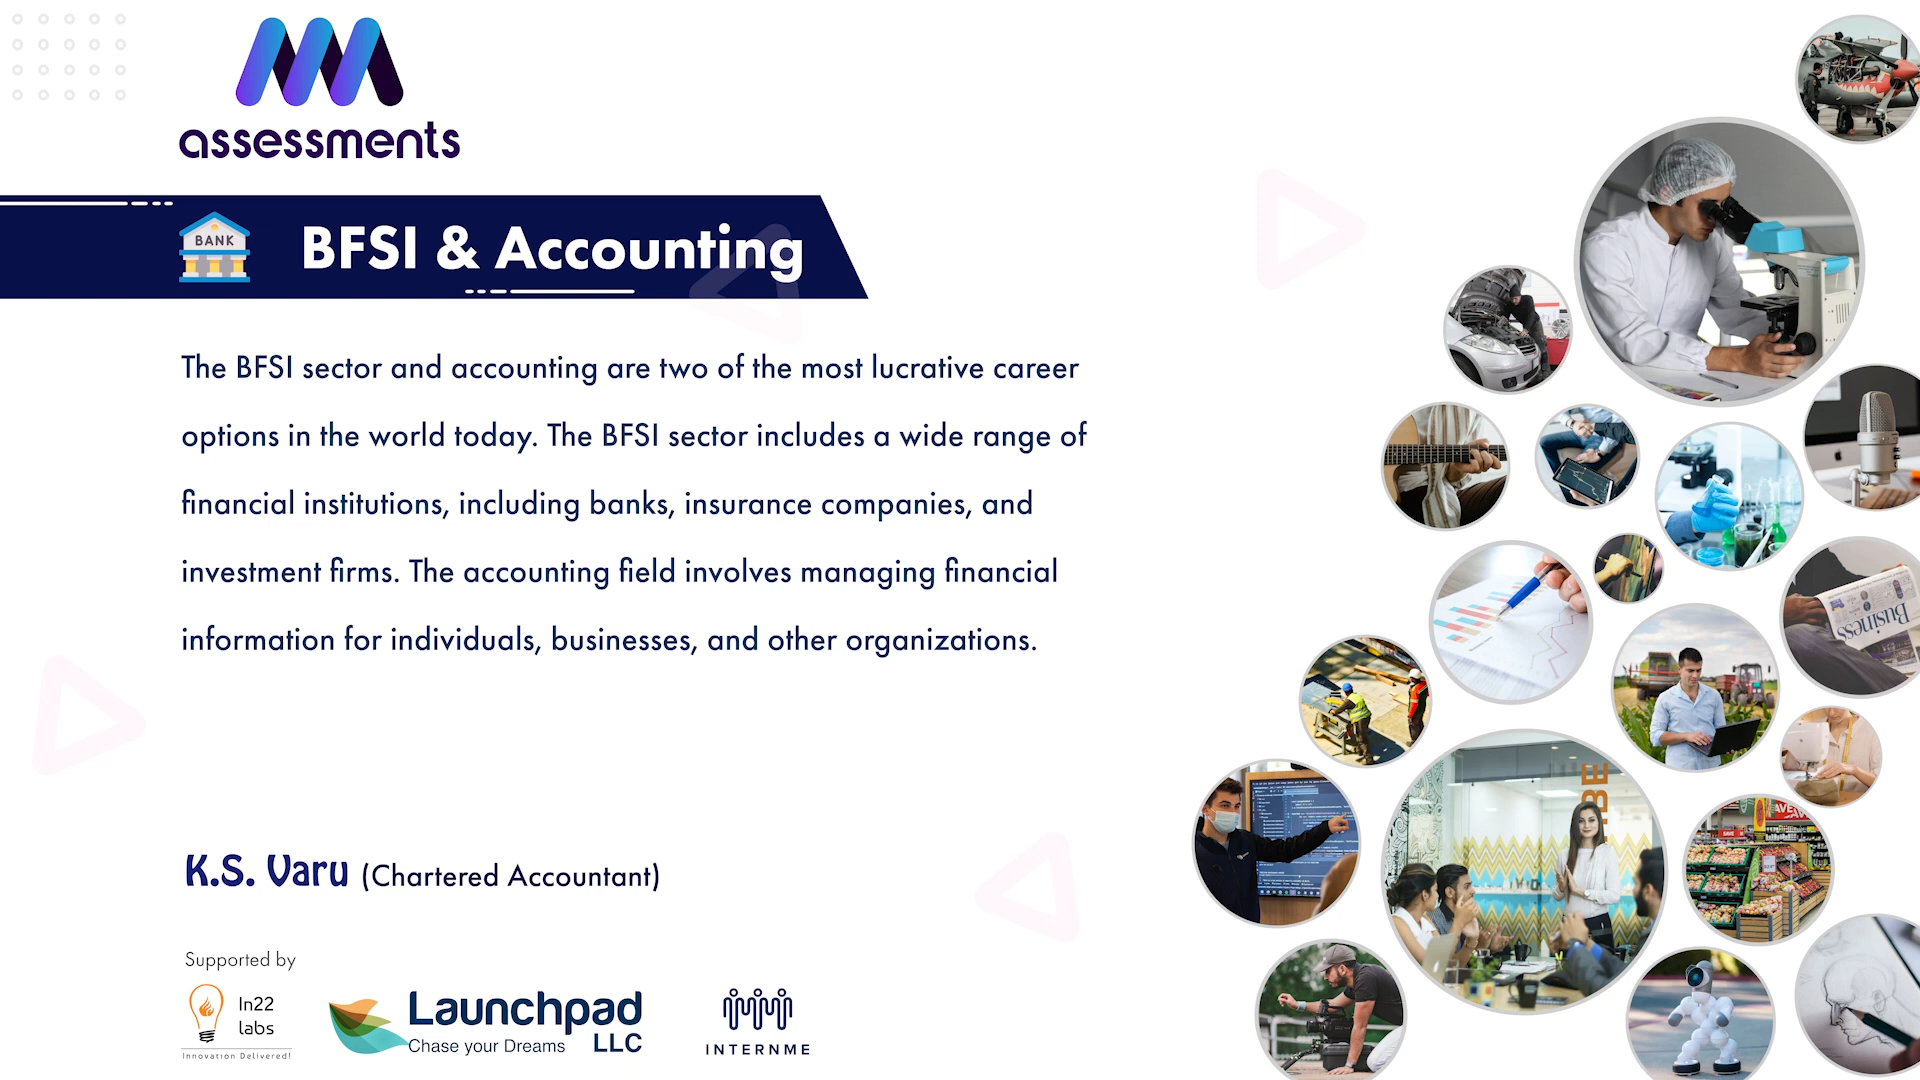 assessments
BANK
BFSI & Accounting
The BFSI sector and accounting are two of the most lucrative career
options in the world today. The BFSI sector includes a wide range of
financial institutions, including banks, insurance companies, and
investment firms. The accounting field involves managing financial
information for individuals, businesses, and other organizations.
K.S. Varu (Chartered Accountant)
Supported by
In22
labs
Innovation Delivered!
Launchpad
Chase your Dreams LLC
INTERNME
Business
SAVE